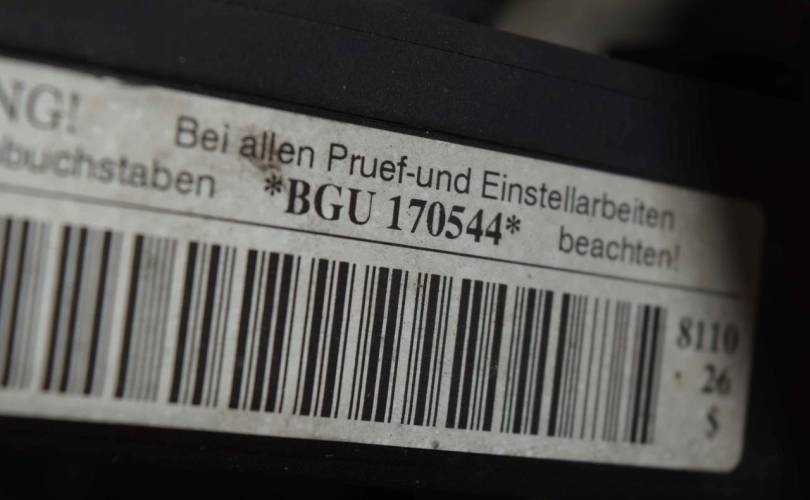 NG! Bei allen Pruef-und Einstellarbeiten
buchstaben *BGU 170544* beachten!
8110
26
S